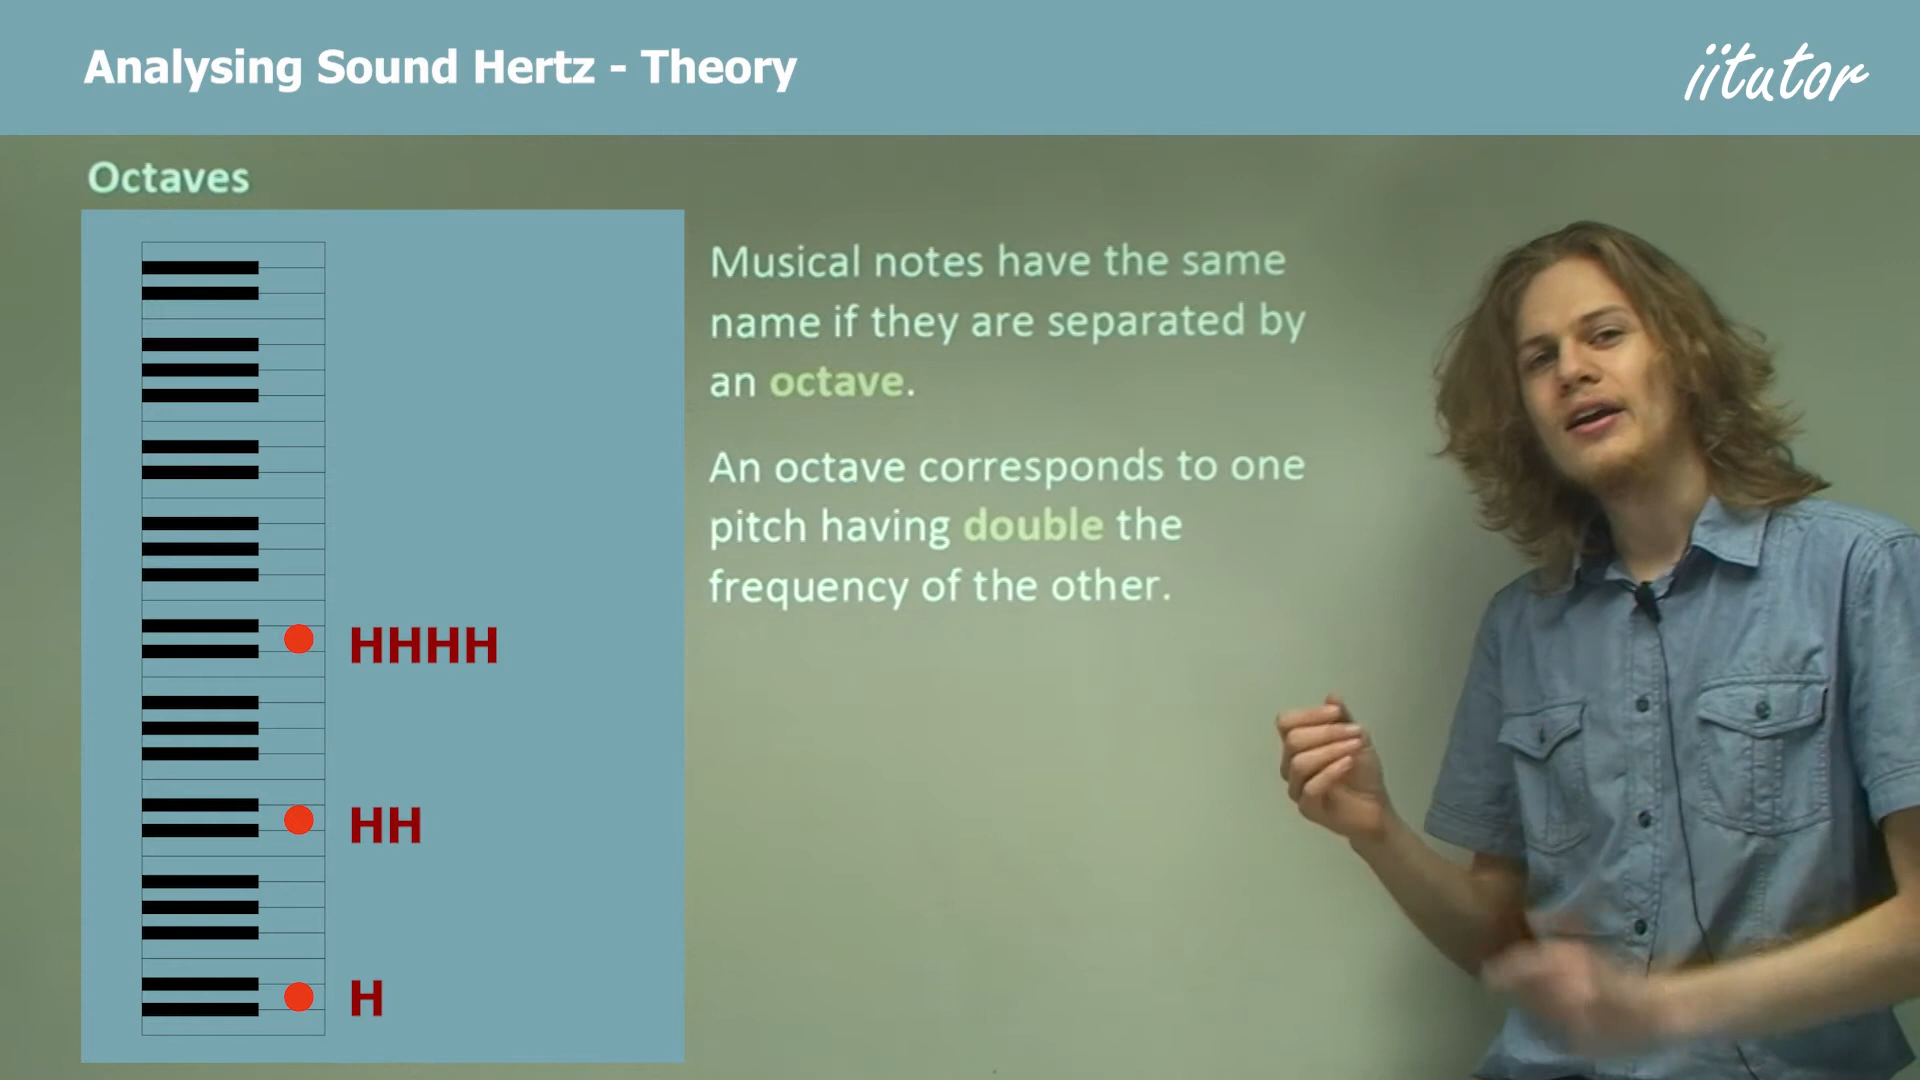 Analysing Sound Hertz - Theory
iitutor
Octaves
Musical notes have the same
name if they are separated by
an octave.
An octave corresponds to one
pitch having double the
frequency of the other.
HHHH
HH
H